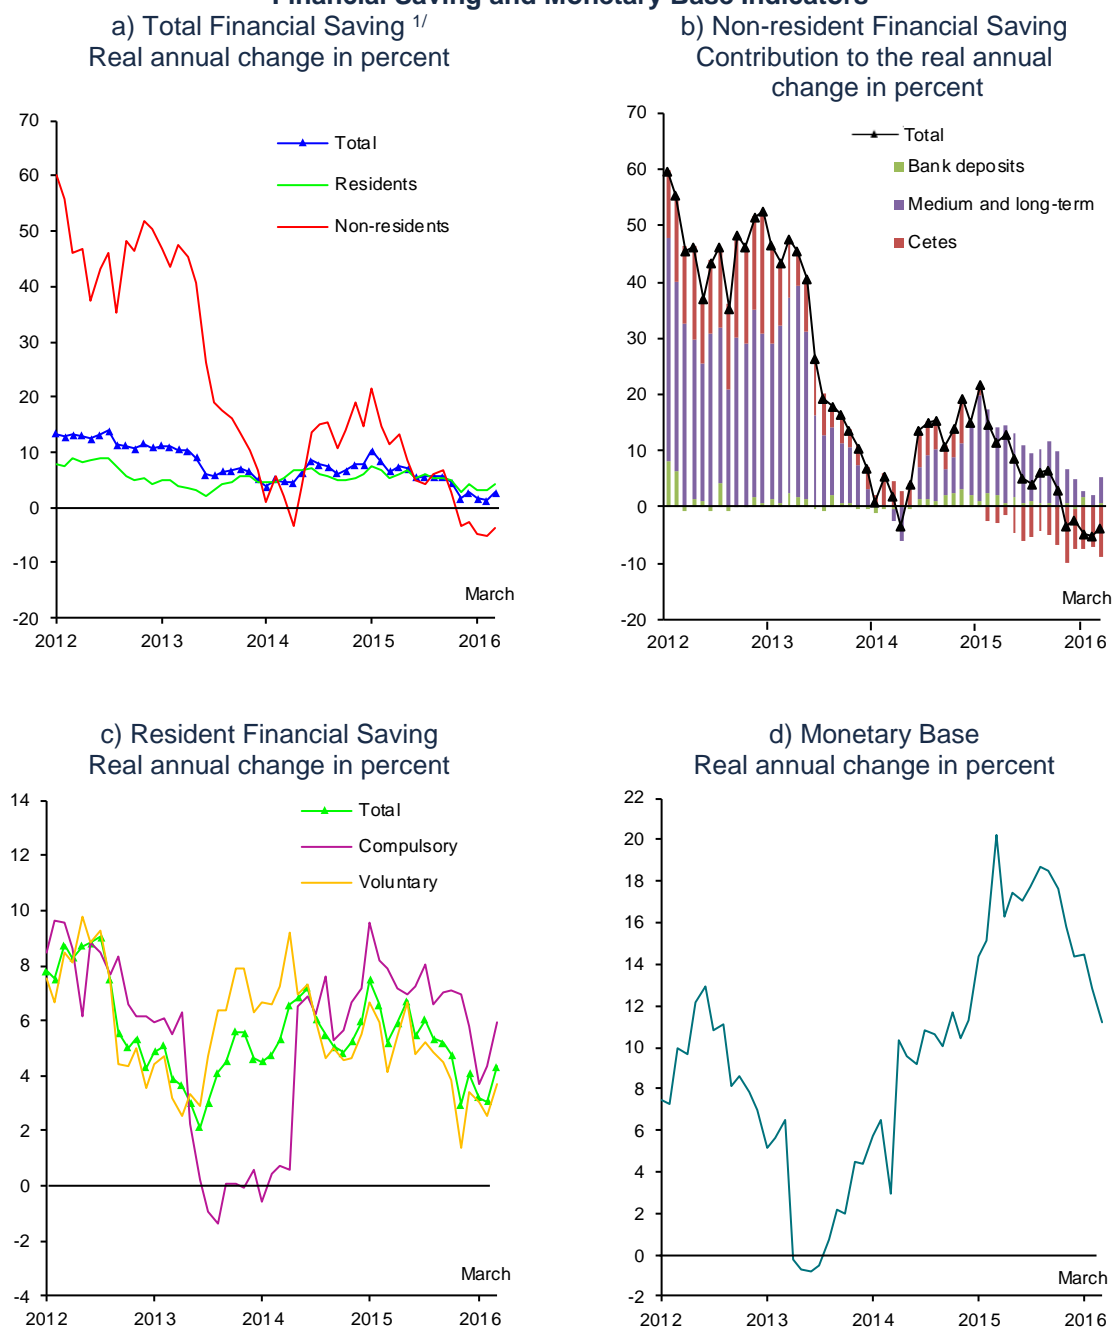 Financial Saving and Monetary Base Indicators
a) Total Financial Saving 1/
Real annual change in percent
70
60
50
40
30
20
10
0
-10
-20
Total
Residents
Non-residents
March
2012 2013 2014 2015 2016
b) Non-resident Financial Saving
Contribution to the real annual
change in percent
70
60
50
40
30
20
10
0
-10
-20
Total
Bank deposits
Medium and long-term
Cetes
March
2012 2013 2014 2015 2016
c) Resident Financial Saving
Real annual change in percent
14
12
10
8
6
4
2
0
-2
-4
Total
Compulsory
Voluntary
March
2012 2013 2014 2015 2016
d) Monetary Base
Real annual change in percent
22
20
18
16
14
12
10
8
6
4
2
0
-2
March
2012 2013 2014 2015 2016